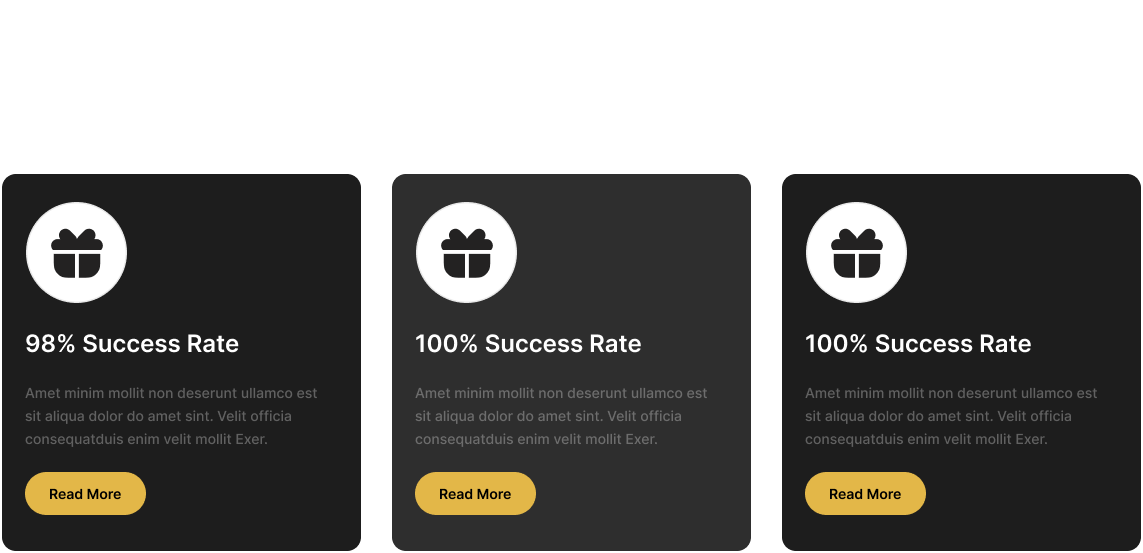 98% Success Rate
Amet minim mollit non deserunt ullamco est
sit aliqua dolor do amet sint. Velit officia
consequatduis enim velit mollit Exer.
Read More
100% Success Rate
Amet minim mollit non deserunt ullamco est
sit aliqua dolor do amet sint. Velit officia
consequatduis enim velit mollit Exer.
Read More
100% Success Rate
Amet minim mollit non deserunt ullamco est
sit aliqua dolor do amet sint. Velit officia
consequatduis enim velit mollit Exer.
Read More